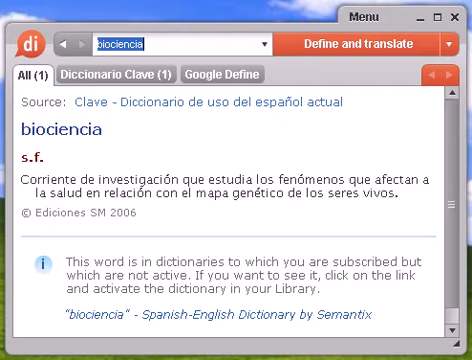 Menu
di
biociencia
Define and translate
All (1)
Diccionario Clave (1)
Google Define
Source: Clave - Diccionario de uso del español actual
biociencia
s.f.
Corriente de investigación que estudia los fenómenos que afectan a
la salud en relación con el mapa genético de los seres vivos.
© Ediciones SM 2006
i
This word is in dictionaries to which you are subscribed but
which are not active. If you want to see it, click on the link
and activate the dictionary in your Library.
"biociencia" - Spanish-English Dictionary by Semantix